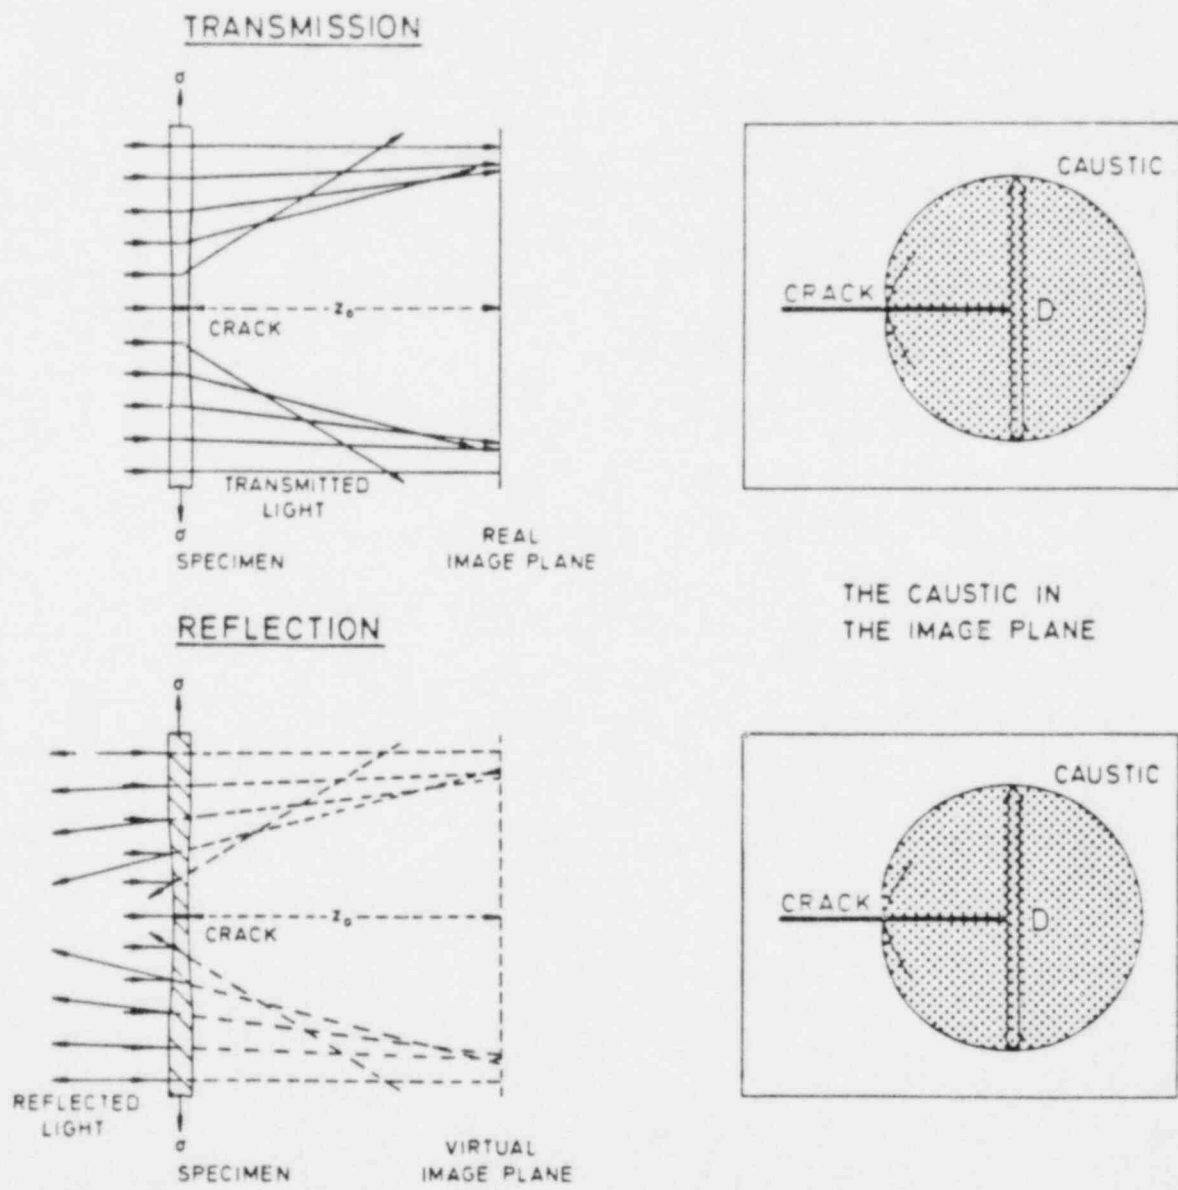 TRANSMISSION
σ
CAUSTIC
CRACK
D
z₀
CRACK
TRANSMITTED
LIGHT
σ
SPECIMEN
REAL
IMAGE PLANE
THE CAUSTIC IN
THE IMAGE PLANE
REFLECTION
σ
CAUSTIC
CRACK
D
z₀
CRACK
REFLECTED
LIGHT
σ
SPECIMEN
VIRTUAL
IMAGE PLANE